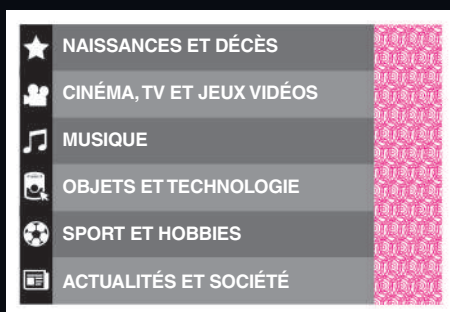 NAISSANCES ET DÉCÈS
CINÉMA, TV ET JEUX VIDÉOS
MUSIQUE
OBJETS ET TECHNOLOGIE
SPORT ET HOBBIES
ACTUALITÉS ET SOCIÉTÉ